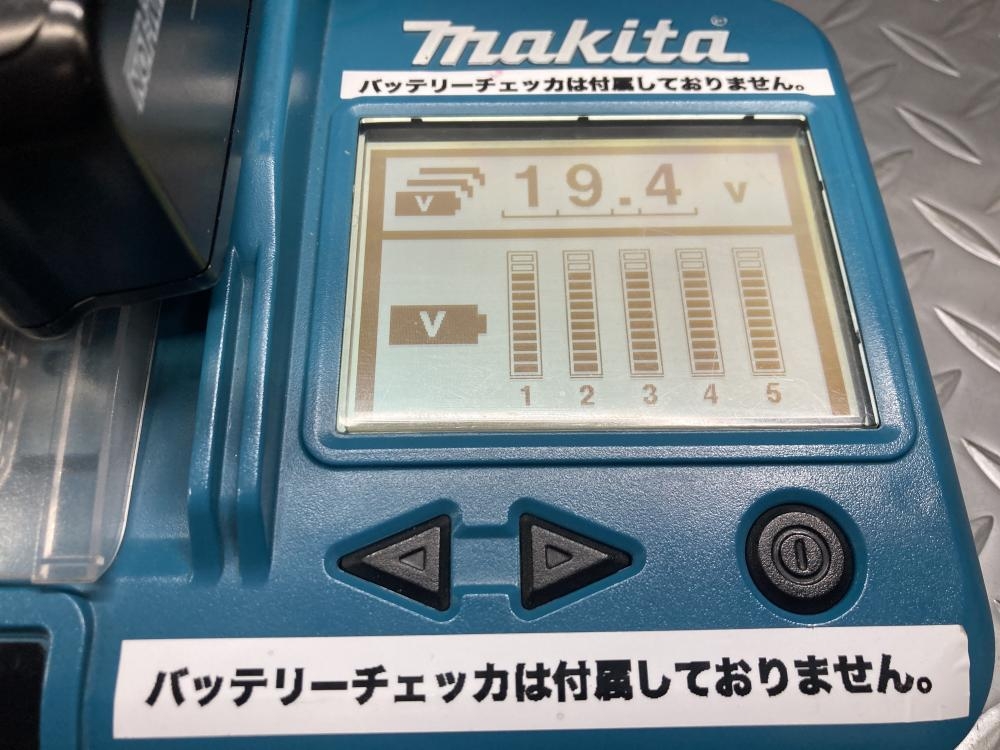 makita®
バッテリーチェッカは付属しておりません。
V 19.4 V
V
1 2 3 4 5
バッテリーチェッカは付属しておりません。